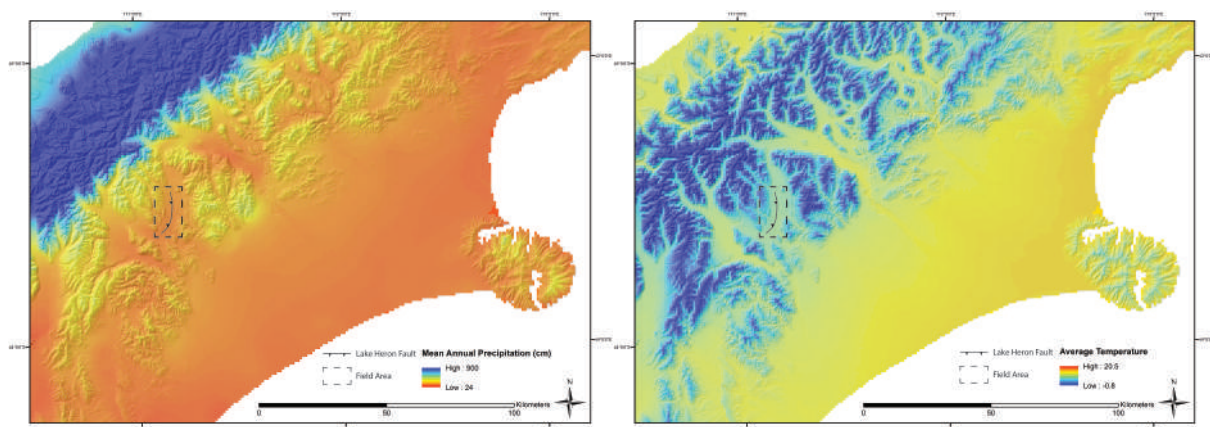 Lake Heron Fault
Field Area
Mean Annual Precipitation (cm)
High : 900
Low : 24
N
Kilometers
0
50
100
Lake Heron Fault
Field Area
Average Temperature
High : 20.5
Low : -0.8
N
Kilometers
0
50
100